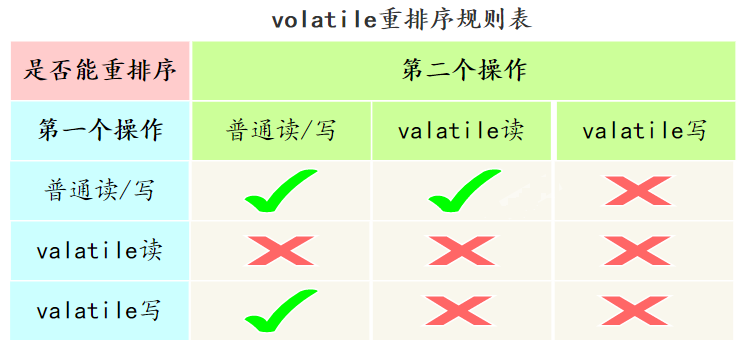 volatile重排序规则表
是否能重排序 第二个操作
第一个操作 普通读/写 valatile读 valatile写
普通读/写
valatile读
valatile写